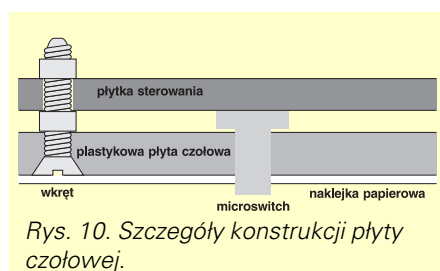 płytka sterowania
plastykowa płyta czołowa
wkręt
naklejka papierowa
microswitch
Rys. 10. Szczegóły konstrukcji płyty
czołowej.